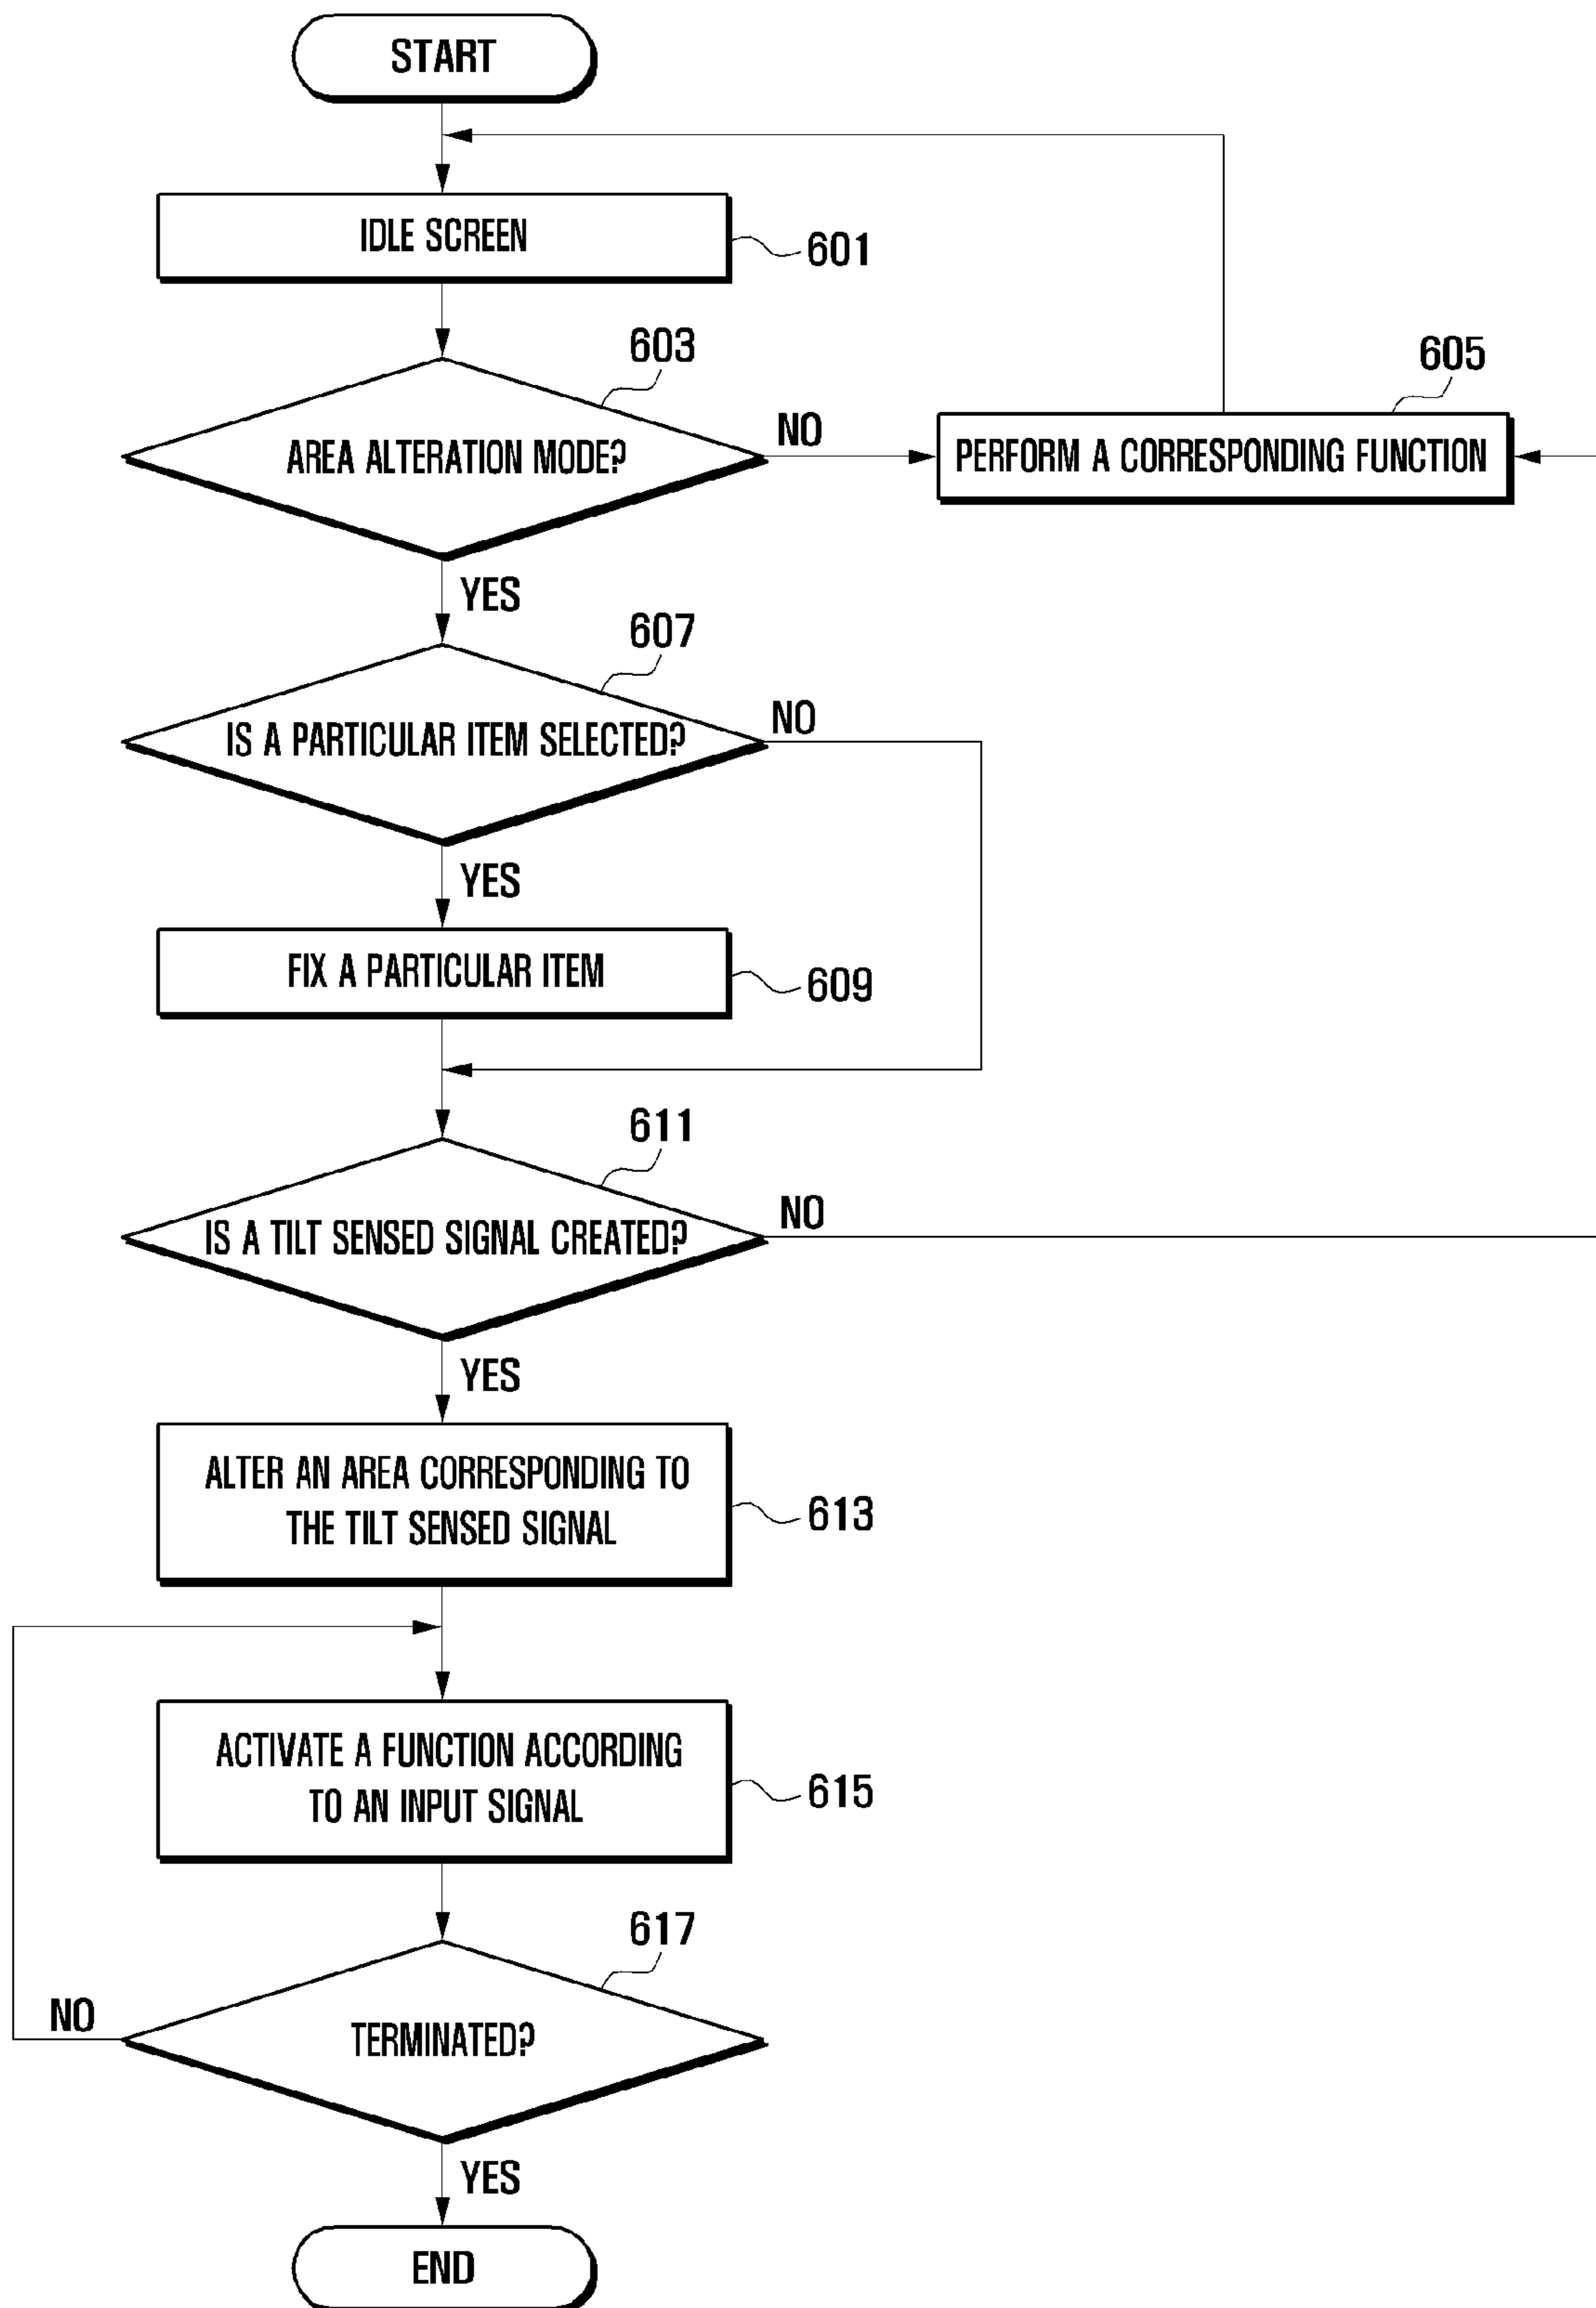 START
IDLE SCREEN
601
603
AREA ALTERATION MODE?
NO
605
PERFORM A CORRESPONDING FUNCTION
YES
607
IS A PARTICULAR ITEM SELECTED?
NO
YES
FIX A PARTICULAR ITEM
609
611
IS A TILT SENSED SIGNAL CREATED?
NO
YES
ALTER AN AREA CORRESPONDING TO
THE TILT SENSED SIGNAL
613
ACTIVATE A FUNCTION ACCORDING
TO AN INPUT SIGNAL
615
617
TERMINATED?
NO
YES
END